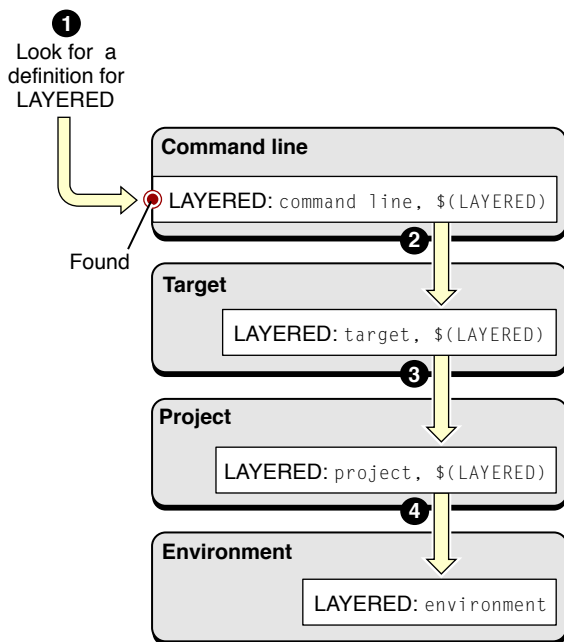 1
Look for a
definition for
LAYERED
Command line
LAYERED: command line, $(LAYERED)
Found
2
Target
LAYERED: target, $(LAYERED)
3
Project
LAYERED: project, $(LAYERED)
4
Environment
LAYERED: environment